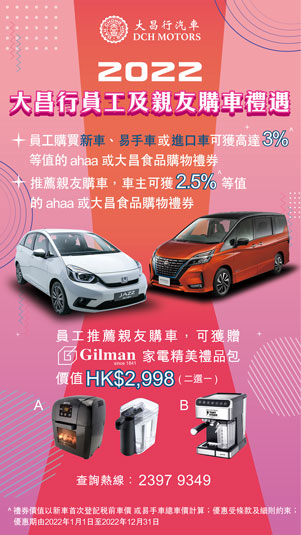 大昌行汽車
DCH MOTORS
2022
大昌行員工及親友購車禮遇
員工購買新車、易手車或進口車可獲高達3%^
等值的 ahaa 或大昌食品購物禮券
推薦親友購車，車主可獲2.5%^等值
的 ahaa 或大昌食品購物禮券
JAZZ
員工推薦親友購車，可獲贈
Gilman since 1841 家電精美禮品包
價值HK$2,998（二選一）
A
B
查詢熱線：2397 9349
^ 禮券價值以新車首次登記稅前車價 或易手車總車價計算；優惠受條款及細則約束；
優惠期由2022年1月1日至2022年12月31日